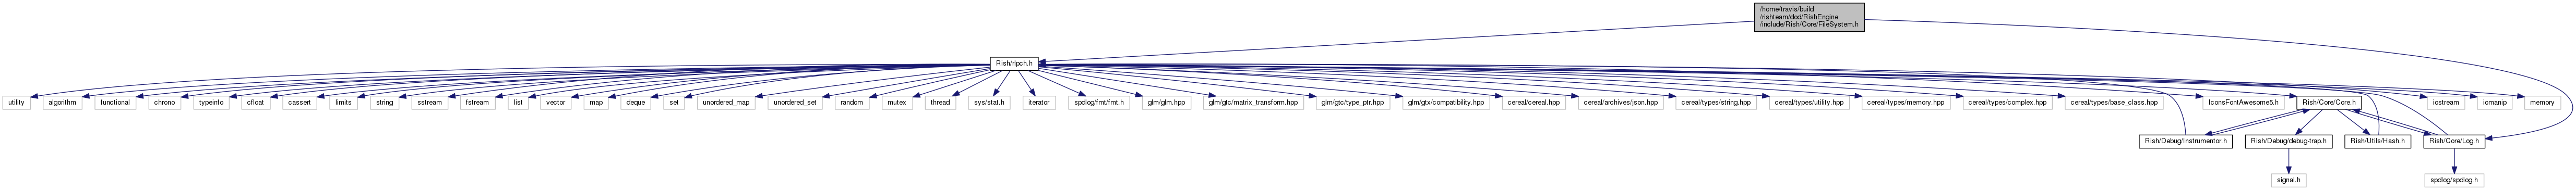 /home/travis/build
/rishteam/dod/RishEngine
/include/Rish/Core/FileSystem.h
Rish/rlpch.h
utility
algorithm
functional
chrono
typeinfo
cfloat
cassert
limits
string
sstream
fstream
list
vector
map
deque
set
unordered_map
unordered_set
random
mutex
thread
sys/stat.h
iterator
spdlog/fmt/fmt.h
glm/glm.hpp
glm/gtc/matrix_transform.hpp
glm/gtc/type_ptr.hpp
glm/gtx/compatibility.hpp
cereal/cereal.hpp
cereal/archives/json.hpp
cereal/types/string.hpp
cereal/types/utility.hpp
cereal/types/memory.hpp
cereal/types/complex.hpp
cereal/types/base_class.hpp
IconsFontAwesome5.h
Rish/Core/Core.h
iostream
iomanip
memory
Rish/Debug/Instrumentor.h
Rish/Debug/debug-trap.h
Rish/Utils/Hash.h
Rish/Core/Log.h
signal.h
spdlog/spdlog.h